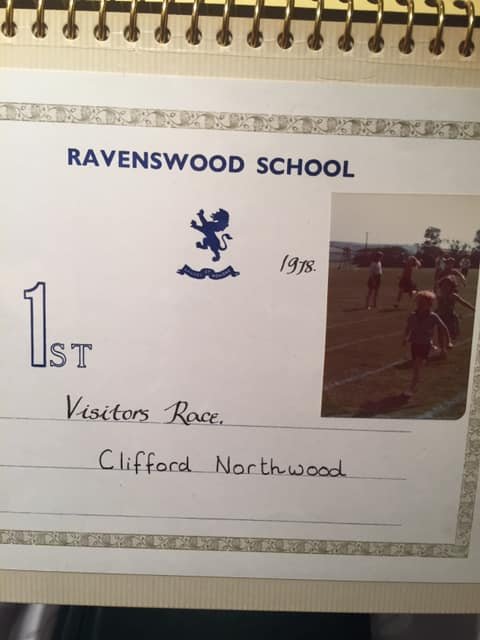 RAVENSWOOD SCHOOL
1978.
1ST
Visitors Race.
Clifford Northwood